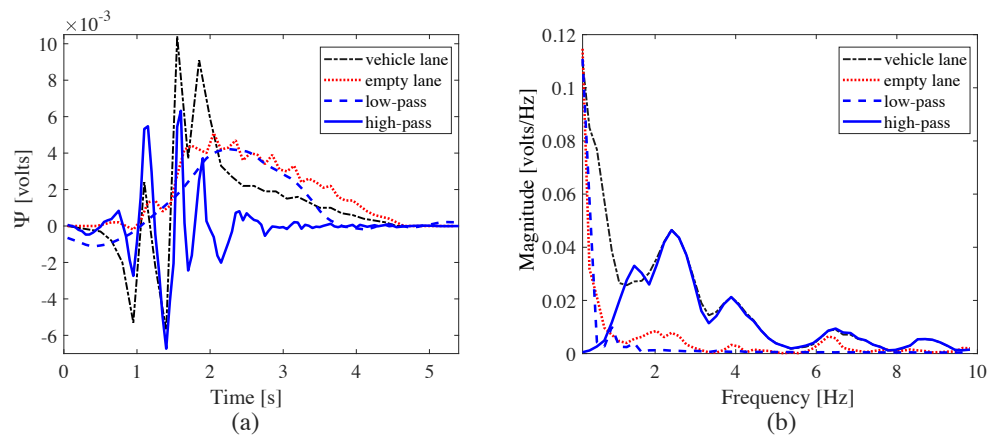 ×10⁻³
10
8
6
4
2
0
-2
-4
-6
Ψ [volts]
vehicle lane
empty lane
low-pass
high-pass
0 1 2 3 4 5
Time [s]
(a)
0.12
0.1
0.08
0.06
0.04
0.02
0
Magnitude [volts/Hz]
vehicle lane
empty lane
low-pass
high-pass
2 4 6 8 10
Frequency [Hz]
(b)